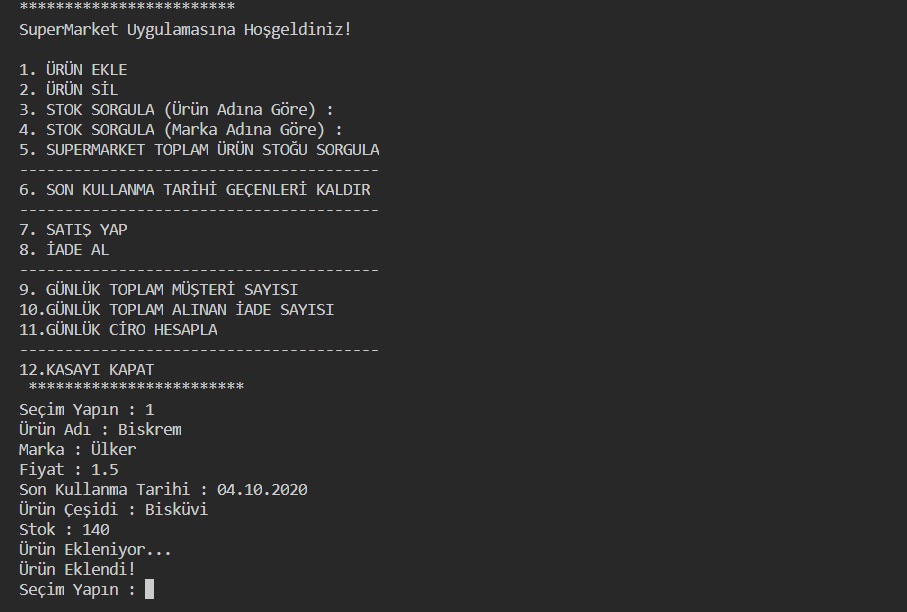 ************************
SuperMarket Uygulamasına Hoşgeldiniz!
1. ÜRÜN EKLE
2. ÜRÜN SİL
3. STOK SORGULA (Ürün Adına Göre) :
4. STOK SORGULA (Marka Adına Göre) :
5. SUPERMARKET TOPLAM ÜRÜN STOĞU SORGULA
----------------------------------------
6. SON KULLANMA TARİHİ GEÇENLERİ KALDIR
----------------------------------------
7. SATIŞ YAP
8. İADE AL
----------------------------------------
9. GÜNLÜK TOPLAM MÜŞTERİ SAYISI
10.GÜNLÜK TOPLAM ALINAN İADE SAYISI
11.GÜNLÜK CİRO HESAPLA
----------------------------------------
12.KASAYI KAPAT
************************
Seçim Yapın : 1
Ürün Adı : Biskrem
Marka : Ülker
Fiyat : 1.5
Son Kullanma Tarihi : 04.10.2020
Ürün Çeşidi : Bisküvi
Stok : 140
Ürün Ekleniyor...
Ürün Eklendi!
Seçim Yapın :